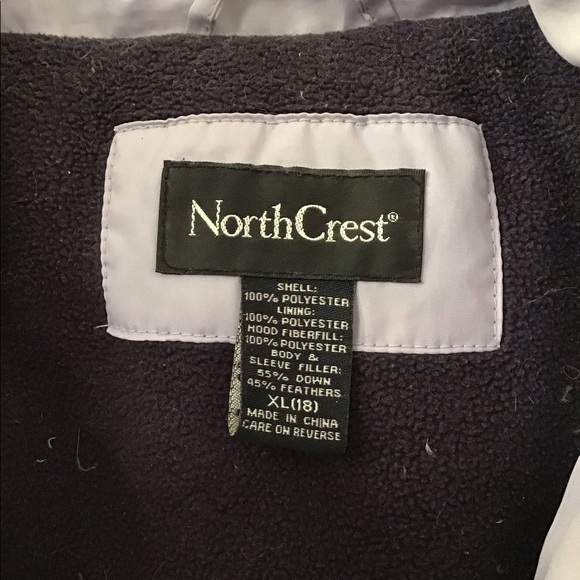 NorthCrest®
SHELL:
100% POLYESTER
LINING:
100% POLYESTER
HOOD FIBERFILL:
100% POLYESTER
BODY &
SLEEVE FILLER:
55% DOWN
45% FEATHERS
XL(18)
MADE IN CHINA
CARE ON REVERSE